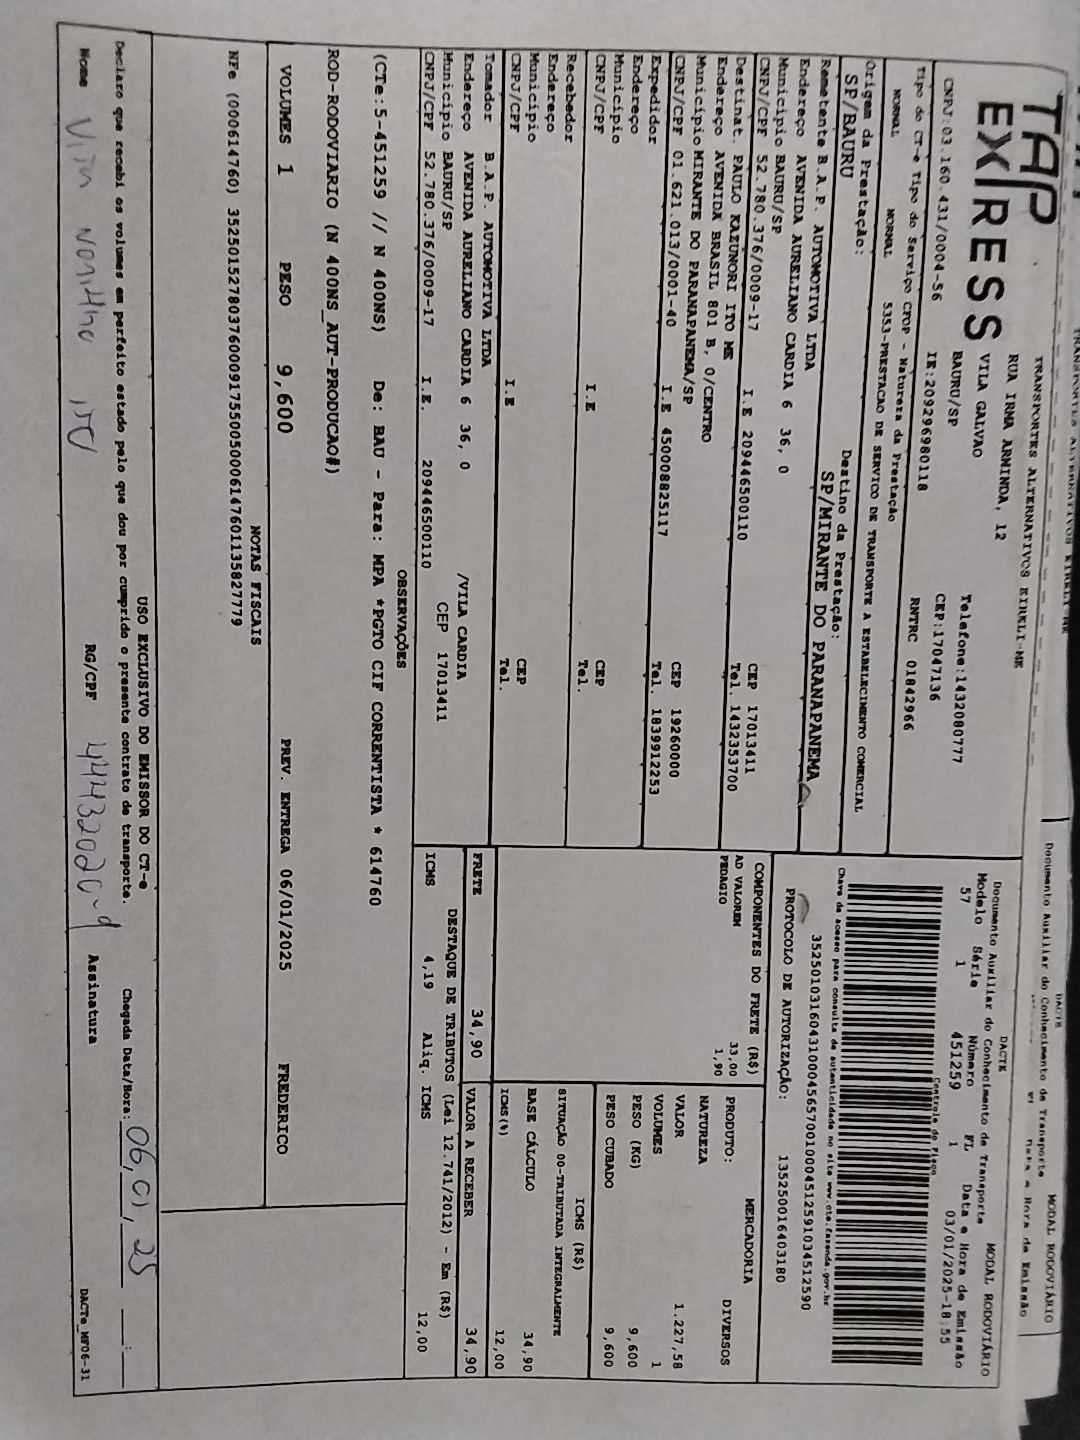 TRANSPORTES ALTERNATIVOS EIRELI-ME
DACTE
Documento Auxiliar do Conhecimento de Transporte
MODAL RODOVIÁRIO
Data e Hora de Emissão
TAP
EXPRESS
TRANSPORTES ALTERNATIVOS EIRELI-ME
RUA IRMA ARMINDA, 12
VILA GALVAO
BAURU/SP
Telefone:1432080777
CEP:17047136
CNPJ:03.160.431/0004-56
IE:209296980118
RNTRC 01842966
DACTE
Documento Auxiliar do Conhecimento de Transporte
MODAL RODOVIÁRIO
Modelo Série Número FL Data e Hora de Emissão
57 1 451259 1 03/01/2025-18:55
Controle do Fisco
Tipo do CT-e Tipo do Serviço CFOP - Natureza da Prestação
NORMAL NORMAL 5353-PRESTACAO DE SERVICO DE TRANSPORTE A ESTABELECIMENTO COMERCIAL
Origem da Prestação:
SP/BAURU
Destino da Prestação:
SP/MIRANTE DO PARANAPANEMA
Chave de acesso para consulta de autenticidade no site www.cte.fazenda.gov.br
35250103160431000456570010004512591034512590
PROTOCOLO DE AUTORIZAÇÃO: 135250016403180
Remetente B.A.P. AUTOMOTIVA LTDA
Endereço AVENIDA AURELIANO CARDIA 6 36, 0
Município BAURU/SP CEP 17013411
CNPJ/CPF 52.780.376/0009-17 I.E 209446500110 Tel. 1432353700
Destinat. PAULO KAZUNORI ITO ME
Endereço AVENIDA BRASIL 801 B, 0/CENTRO
Município MIRANTE DO PARANAPANEMA/SP CEP 19260000
CNPJ/CPF 01.621.013/0001-40 I.E 450008825117 Tel. 1839912253
Expedidor
Endereço
Município CEP
CNPJ/CPF I.E Tel.
Recebedor
Endereço
Município CEP
CNPJ/CPF I.E Tel.
Tomador B.A.P. AUTOMOTIVA LTDA
Endereço AVENIDA AURELIANO CARDIA 6 36, 0 /VILA CARDIA
Município BAURU/SP CEP 17013411
CNPJ/CPF 52.780.376/0009-17 I.E. 209446500110
COMPONENTES DO FRETE (R$)
AD VALOREM 33,00
PEDAGIO 1,90
FRETE 34,90
MERCADORIA
PRODUTO: DIVERSOS
NATUREZA
VALOR 1.227,58
VOLUMES 1
PESO (KG) 9,600
PESO CUBADO 9,600
ICMS (R$)
SITUAÇÃO 00-TRIBUTADA INTEGRALMENTE
BASE CÁLCULO 34,90
ICMS(%) 12,00
VALOR A RECEBER 34,90
DESTAQUE DE TRIBUTOS (Lei 12.741/2012) - Em (R$)
ICMS 4,19 Aliq. ICMS 12,00
OBSERVAÇÕES
(CTe:5-451259 // N 400NS) De: BAU - Para: MPA *PGTO CIF CORRENTISTA * 614760
ROD-RODOVIARIO (N 400NS_AUT-PRODUCAO#)
VOLUMES 1 PESO 9,600 PREV. ENTREGA 06/01/2025 FREDERICO
NOTAS FISCAIS
NFe (000614760) 35250152780376000917550050006147601135827779
USO EXCLUSIVO DO EMISSOR DO CT-e
Declaro que recebi os volumes em perfeito estado pelo que dou por cumprido o presente contrato de transporte. Chegada Data/Hora: 06,01,25
Nome RG/CPF Assinatura
DACTe_MF06-31